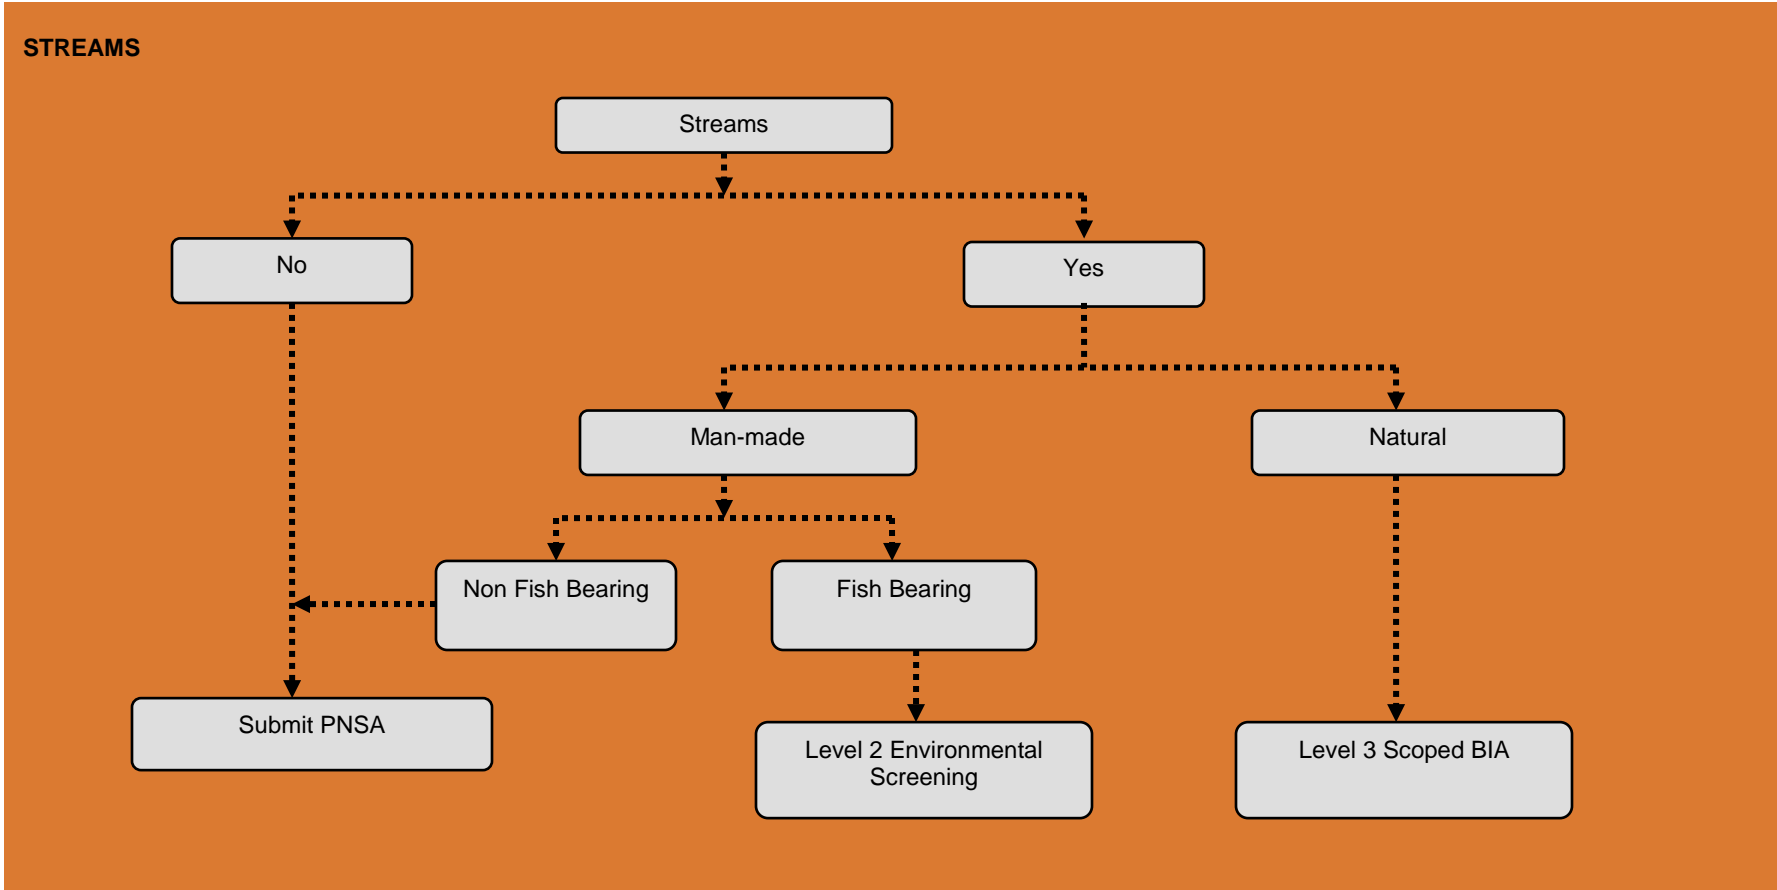 STREAMS
Streams
No
Yes
Man-made
Natural
Non Fish Bearing
Fish Bearing
Submit PNSA
Level 2 Environmental
Screening
Level 3 Scoped BIA